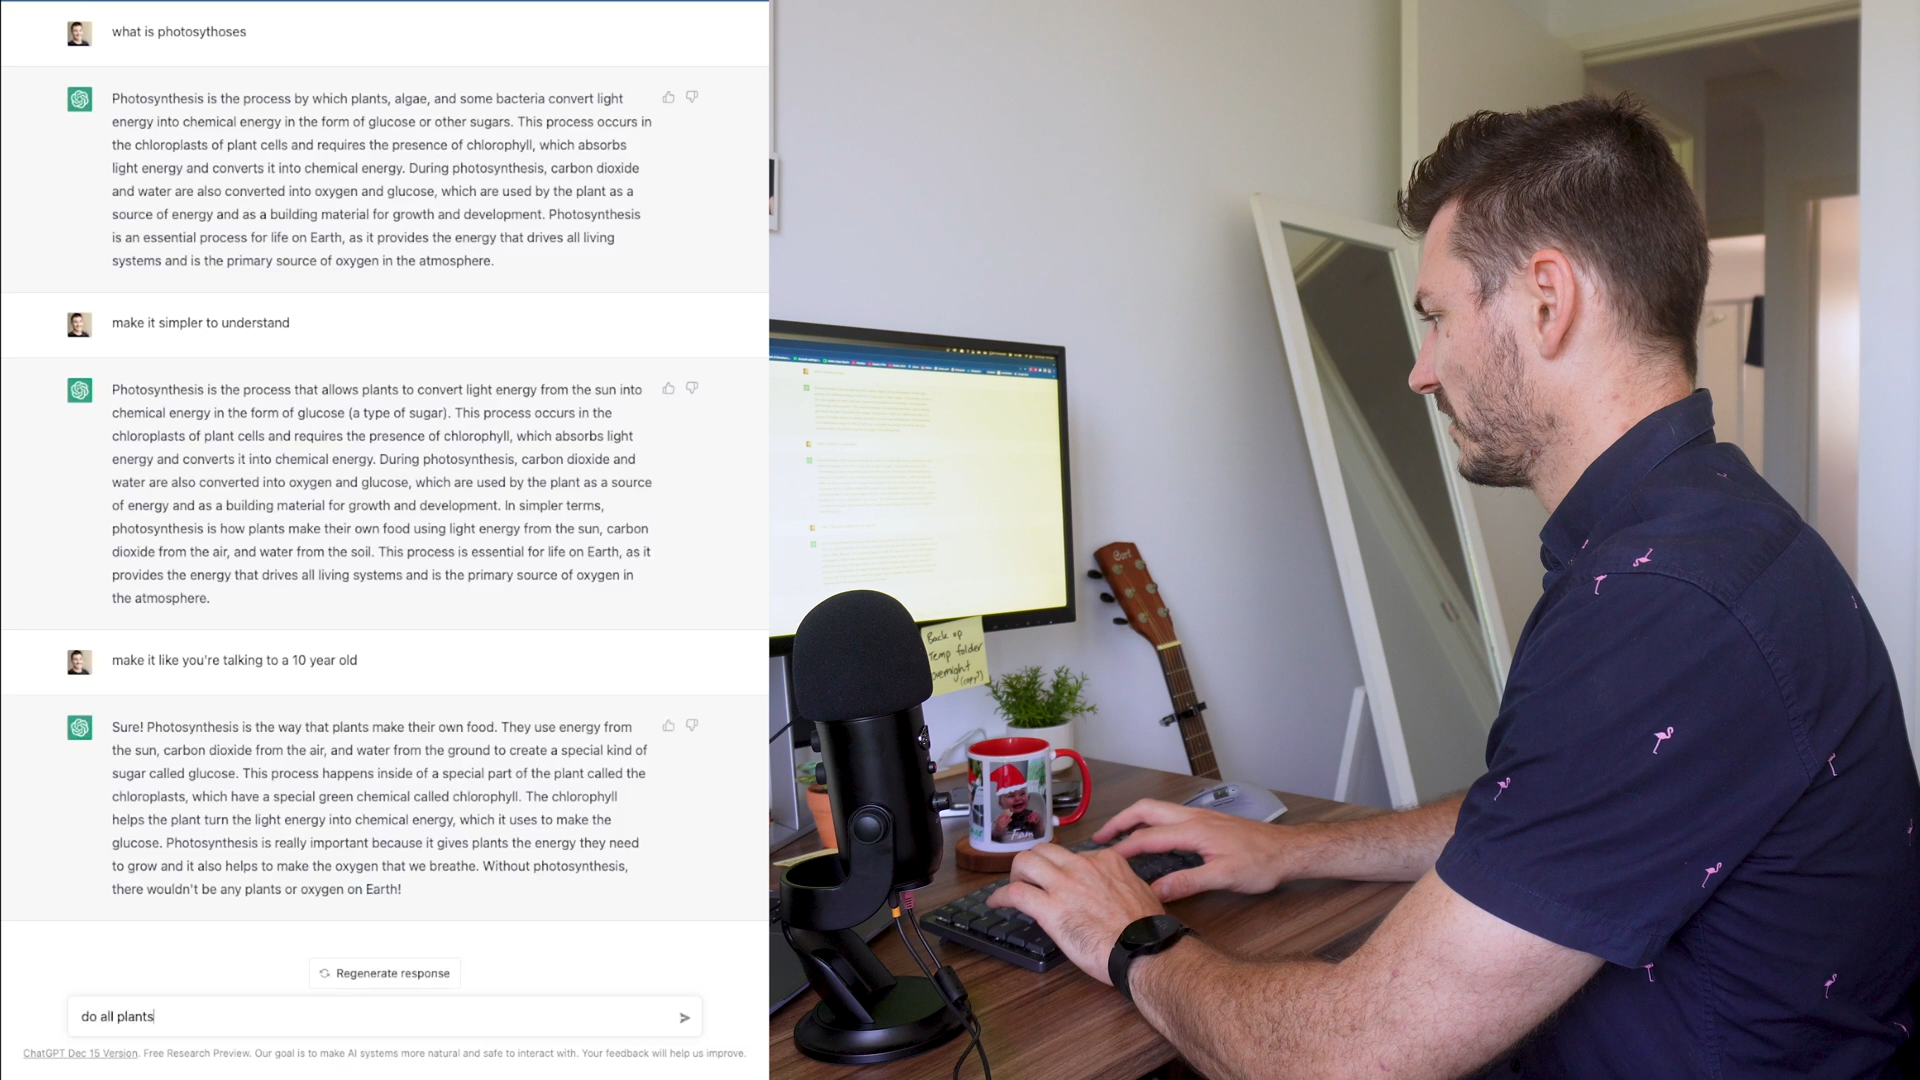 what is photosythoses
Photosynthesis is the process by which plants, algae, and some bacteria convert light
energy into chemical energy in the form of glucose or other sugars. This process occurs in
the chloroplasts of plant cells and requires the presence of chlorophyll, which absorbs
light energy and converts it into chemical energy. During photosynthesis, carbon dioxide
and water are also converted into oxygen and glucose, which are used by the plant as a
source of energy and as a building material for growth and development. Photosynthesis
is an essential process for life on Earth, as it provides the energy that drives all living
systems and is the primary source of oxygen in the atmosphere.
make it simpler to understand
Photosynthesis is the process that allows plants to convert light energy from the sun into
chemical energy in the form of glucose (a type of sugar). This process occurs in the
chloroplasts of plant cells and requires the presence of chlorophyll, which absorbs light
energy and converts it into chemical energy. During photosynthesis, carbon dioxide and
water are also converted into oxygen and glucose, which are used by the plant as a source
of energy and as a building material for growth and development. In simpler terms,
photosynthesis is how plants make their own food using light energy from the sun, carbon
dioxide from the air, and water from the soil. This process is essential for life on Earth, as it
provides the energy that drives all living systems and is the primary source of oxygen in
the atmosphere.
make it like you're talking to a 10 year old
Sure! Photosynthesis is the way that plants make their own food. They use energy from
the sun, carbon dioxide from the air, and water from the ground to create a special kind of
sugar called glucose. This process happens inside of a special part of the plant called the
chloroplasts, which have a special green chemical called chlorophyll. The chlorophyll
helps the plant turn the light energy into chemical energy, which it uses to make the
glucose. Photosynthesis is really important because it gives plants the energy they need
to grow and it also helps to make the oxygen that we breathe. Without photosynthesis,
there wouldn't be any plants or oxygen on Earth!
Regenerate response
do all plants
ChatGPT Dec 15 Version. Free Research Preview. Our goal is to make AI systems more natural and safe to interact with. Your feedback will help us improve.
Back up
Temp folder
overnight
(copy?)
Cort